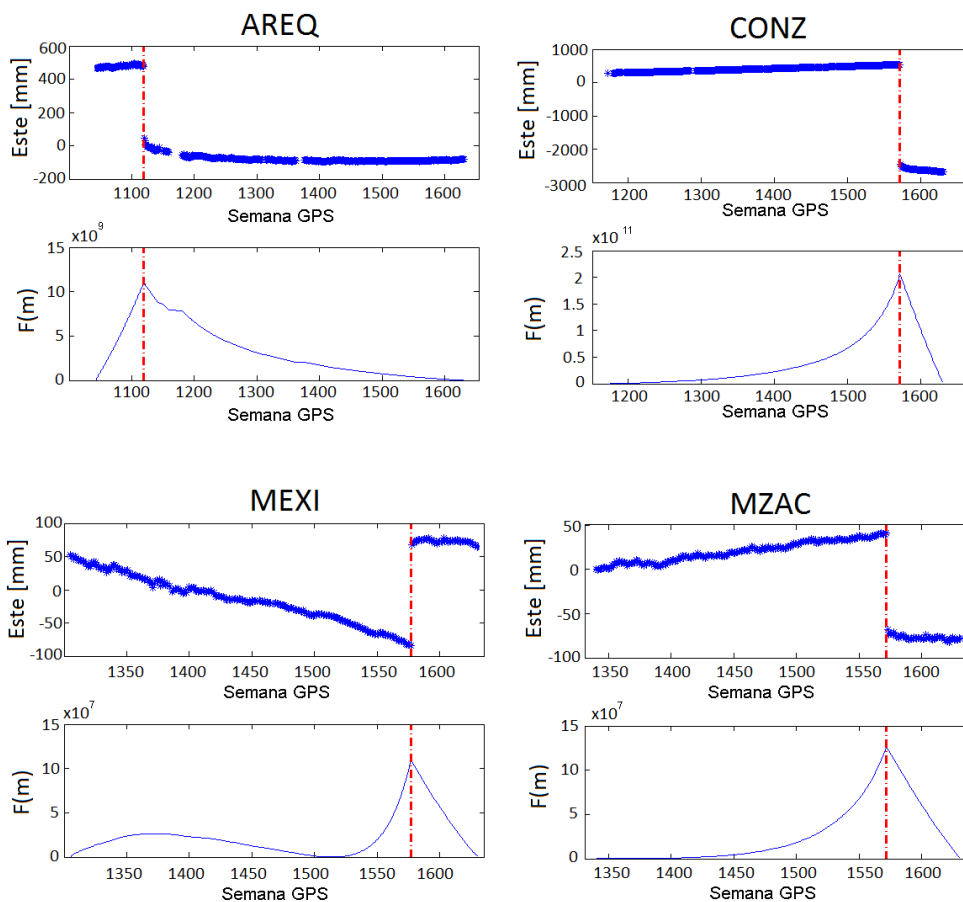 AREQ
Este [mm]
600
400
200
0
-200
1100 1200 1300 1400 1500 1600
Semana GPS
x10 9
F(m)
15
10
5
0
1100 1200 1300 1400 1500 1600
Semana GPS
CONZ
Este [mm]
1000
0
-1000
-2000
-3000
1200 1300 1400 1500 1600
Semana GPS
x10 11
F(m)
2.5
2
1.5
1
0.5
0
1200 1300 1400 1500 1600
Semana GPS
MEXI
Este [mm]
100
50
0
-50
-100
1350 1400 1450 1500 1550 1600
Semana GPS
x10 7
F(m)
15
10
5
0
1350 1400 1450 1500 1550 1600
Semana GPS
MZAC
Este [mm]
50
0
-50
-100
1350 1400 1450 1500 1550 1600
Semana GPS
x10 7
F(m)
15
10
5
0
1350 1400 1450 1500 1550 1600
Semana GPS